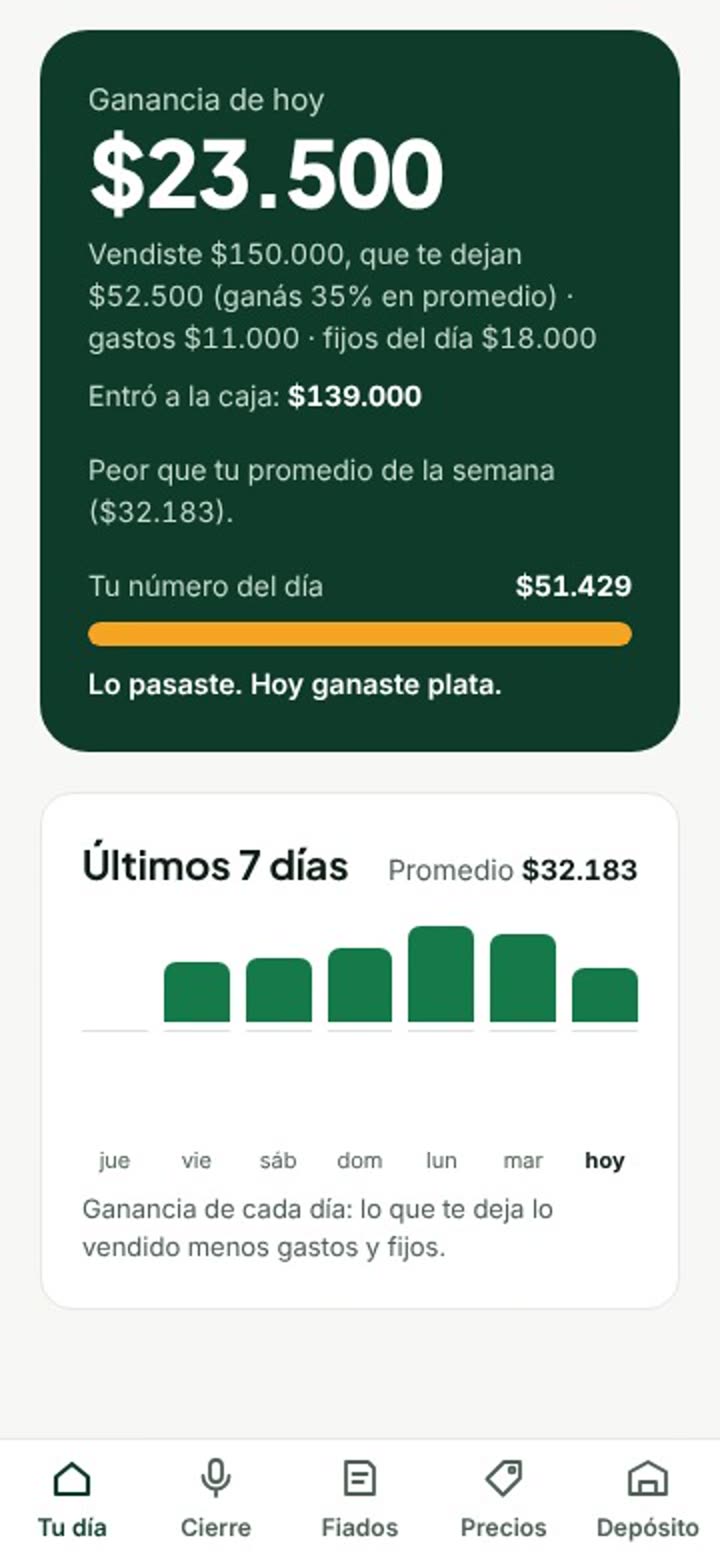 Ganancia de hoy
$23.500
Vendiste $150.000, que te dejan
$52.500 (ganás 35% en promedio) ·
gastos $11.000 · fijos del día $18.000
Entró a la caja: $139.000
Peor que tu promedio de la semana
($32.183).
Tu número del día $51.429
Lo pasaste. Hoy ganaste plata.
Últimos 7 días Promedio $32.183
jue vie sáb dom lun mar hoy
Ganancia de cada día: lo que te deja lo
vendido menos gastos y fijos.
Tu día Cierre Fiados Precios Depósito